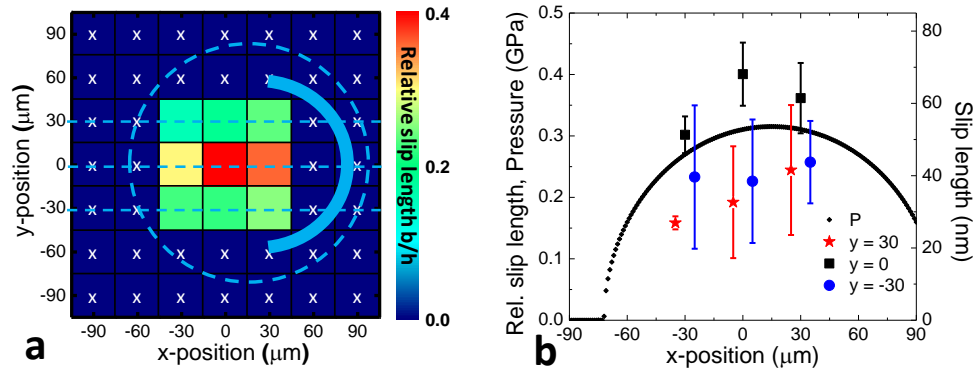 90
60
30
0
-30
-60
-90
y-position (μm)
x x x x x x x
x x x x x x x
x x x x
x x x x
x x x x
x x x x x x x
x x x x x x x
-90 -60 -30 0 30 60 90
x-position (μm)
a
0.4
0.2
0.0
Relative slip length b/h
0.5
0.4
0.3
0.2
0.1
0.0
Rel. slip length, Pressure (GPa)
80
60
40
20
0
Slip length (nm)
P
y = 30
y = 0
y = -30
-90 -60 -30 0 30 60 90
x-position (μm)
b